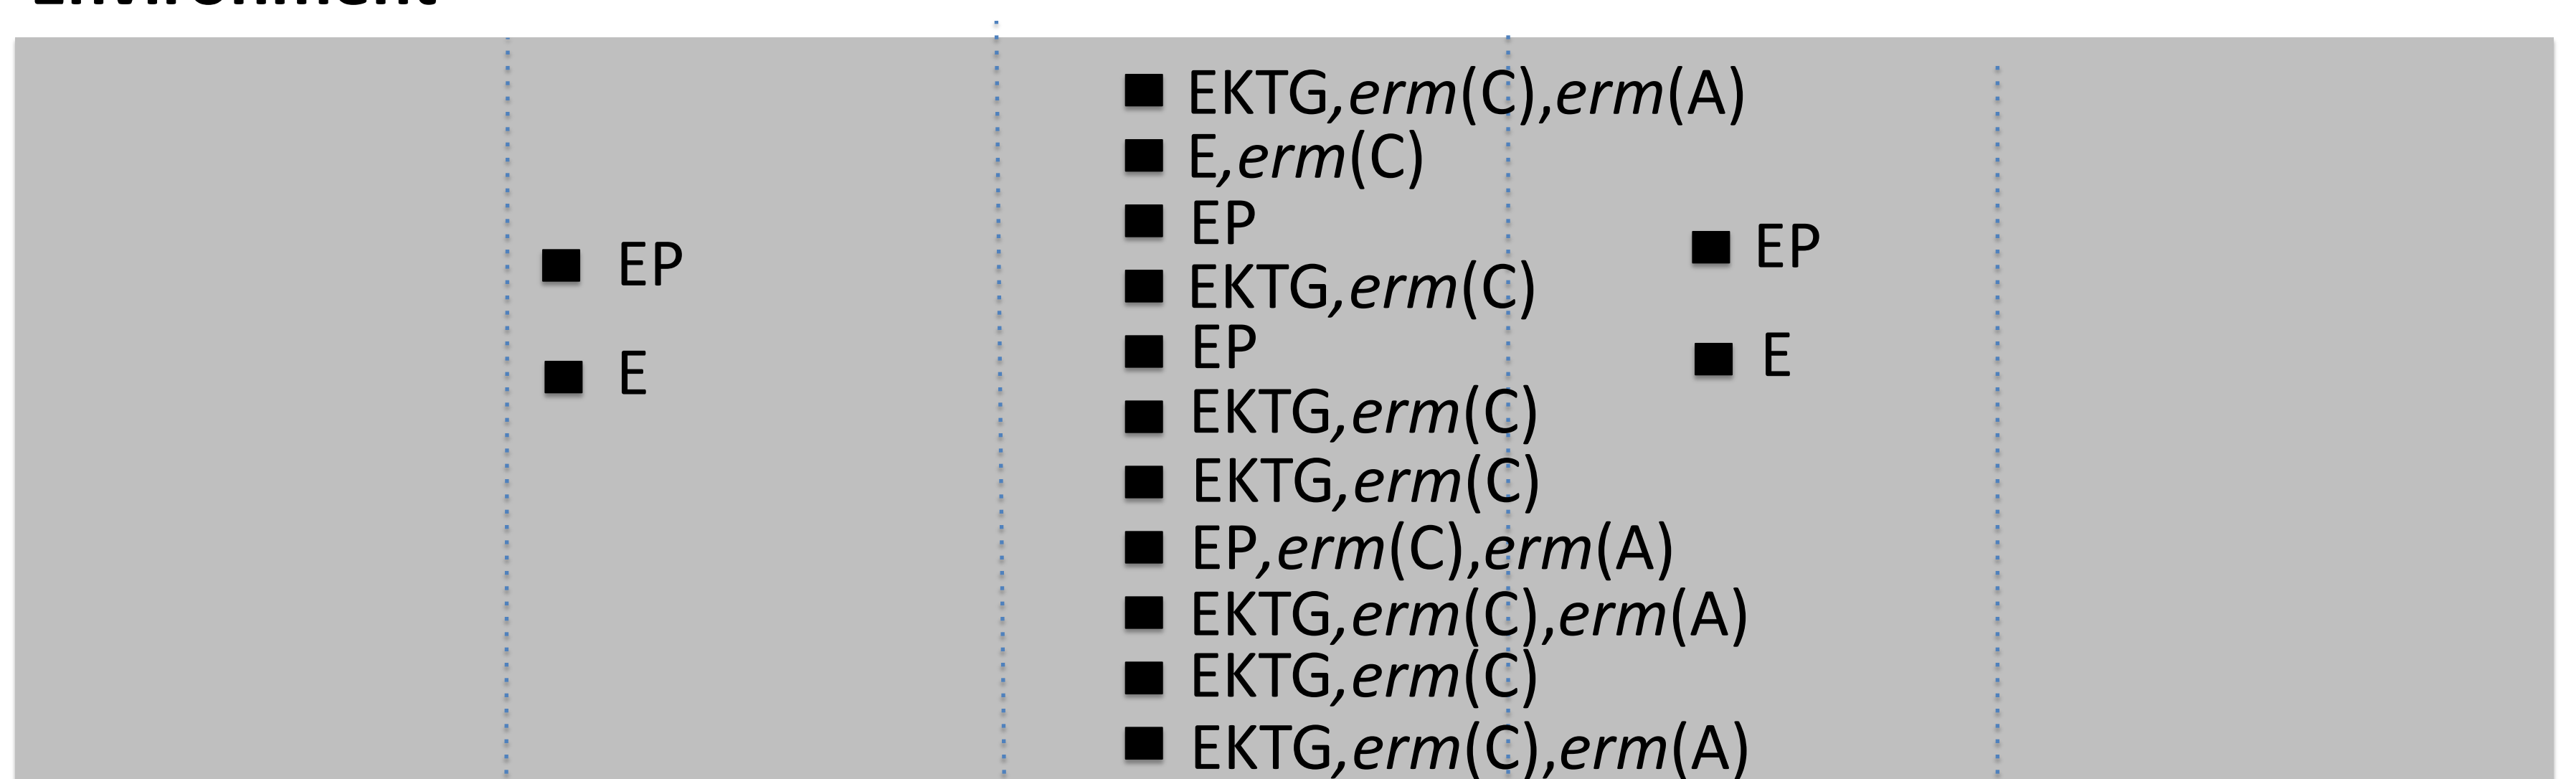 Environment
EP
E
EKTG,erm(C),erm(A)
E,erm(C)
EP
EKTG,erm(C)
EP
EKTG,erm(C)
EKTG,erm(C)
EP,erm(C),erm(A)
EKTG,erm(C),erm(A)
EKTG,erm(C)
EKTG,erm(C),erm(A)
EP
E